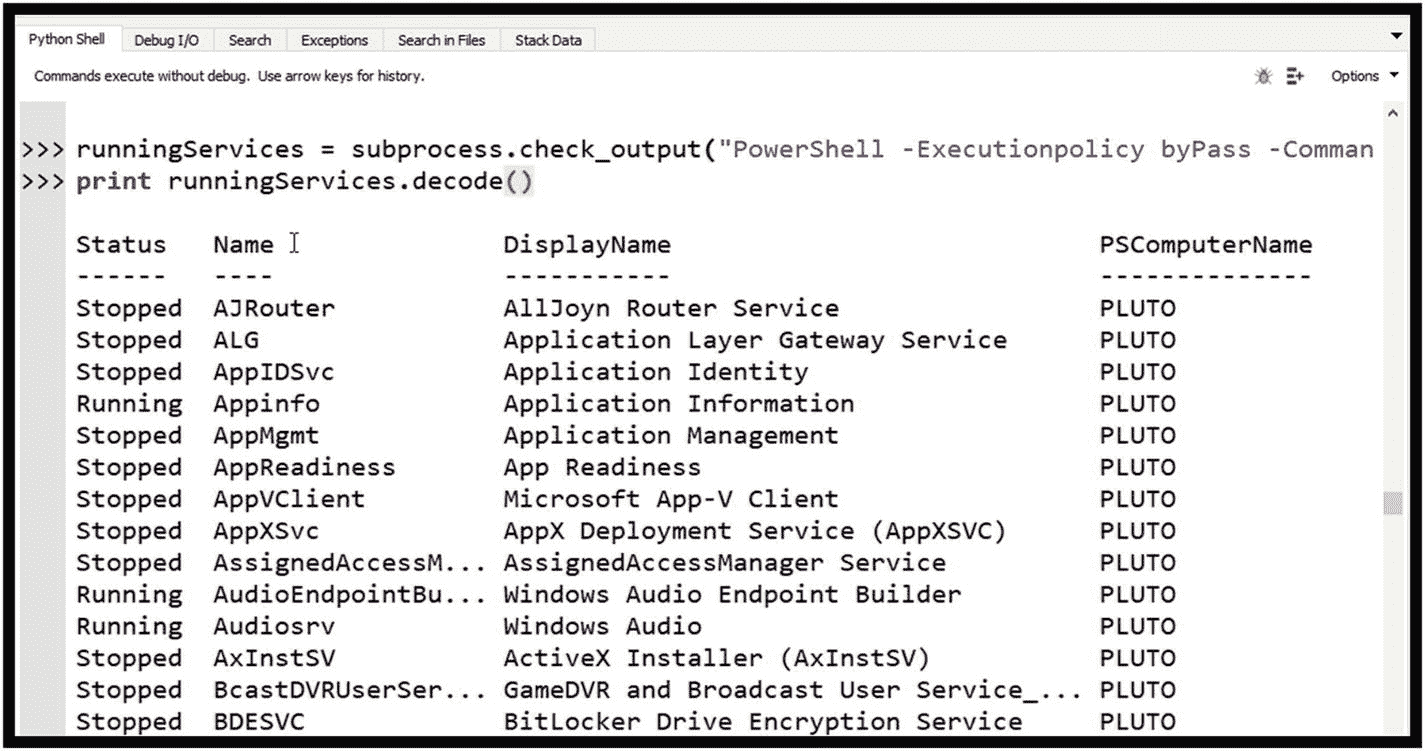 Python Shell Debug I/O Search Exceptions Search in Files Stack Data
Commands execute without debug. Use arrow keys for history. Options
>>> runningServices = subprocess.check_output("PowerShell -Executionpolicy byPass -Comman
>>> print runningServices.decode()
Status Name DisplayName PSComputerName
------ ---- ----------- --------------
Stopped AJRouter AllJoyn Router Service PLUTO
Stopped ALG Application Layer Gateway Service PLUTO
Stopped AppIDSvc Application Identity PLUTO
Running Appinfo Application Information PLUTO
Stopped AppMgmt Application Management PLUTO
Stopped AppReadiness App Readiness PLUTO
Stopped AppVClient Microsoft App-V Client PLUTO
Stopped AppXSvc AppX Deployment Service (AppXSVC) PLUTO
Stopped AssignedAccessM... AssignedAccessManager Service PLUTO
Running AudioEndpointBu... Windows Audio Endpoint Builder PLUTO
Running Audiosrv Windows Audio PLUTO
Stopped AxInstSV ActiveX Installer (AxInstSV) PLUTO
Stopped BcastDVRUserSer... GameDVR and Broadcast User Service_... PLUTO
Stopped BDESVC BitLocker Drive Encryption Service PLUTO